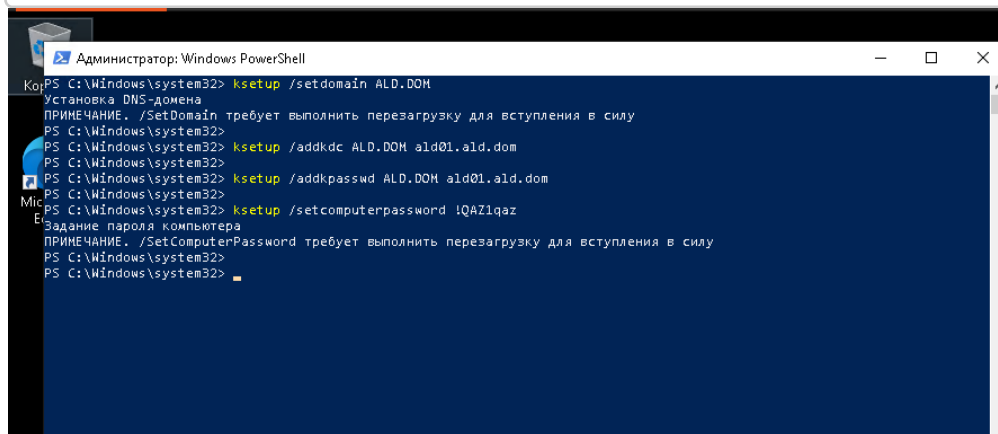 Администратор: Windows PowerShell
PS C:\Windows\system32> ksetup /setdomain ALD.DOM
Установка DNS-домена
ПРИМЕЧАНИЕ. /SetDomain требует выполнить перезагрузку для вступления в силу
PS C:\Windows\system32>
PS C:\Windows\system32> ksetup /addkdc ALD.DOM ald01.ald.dom
PS C:\Windows\system32>
PS C:\Windows\system32> ksetup /addkpasswd ALD.DOM ald01.ald.dom
PS C:\Windows\system32>
PS C:\Windows\system32> ksetup /setcomputerpassword !QAZ1qaz
Задание пароля компьютера
ПРИМЕЧАНИЕ. /SetComputerPassword требует выполнить перезагрузку для вступления в силу
PS C:\Windows\system32>
PS C:\Windows\system32>